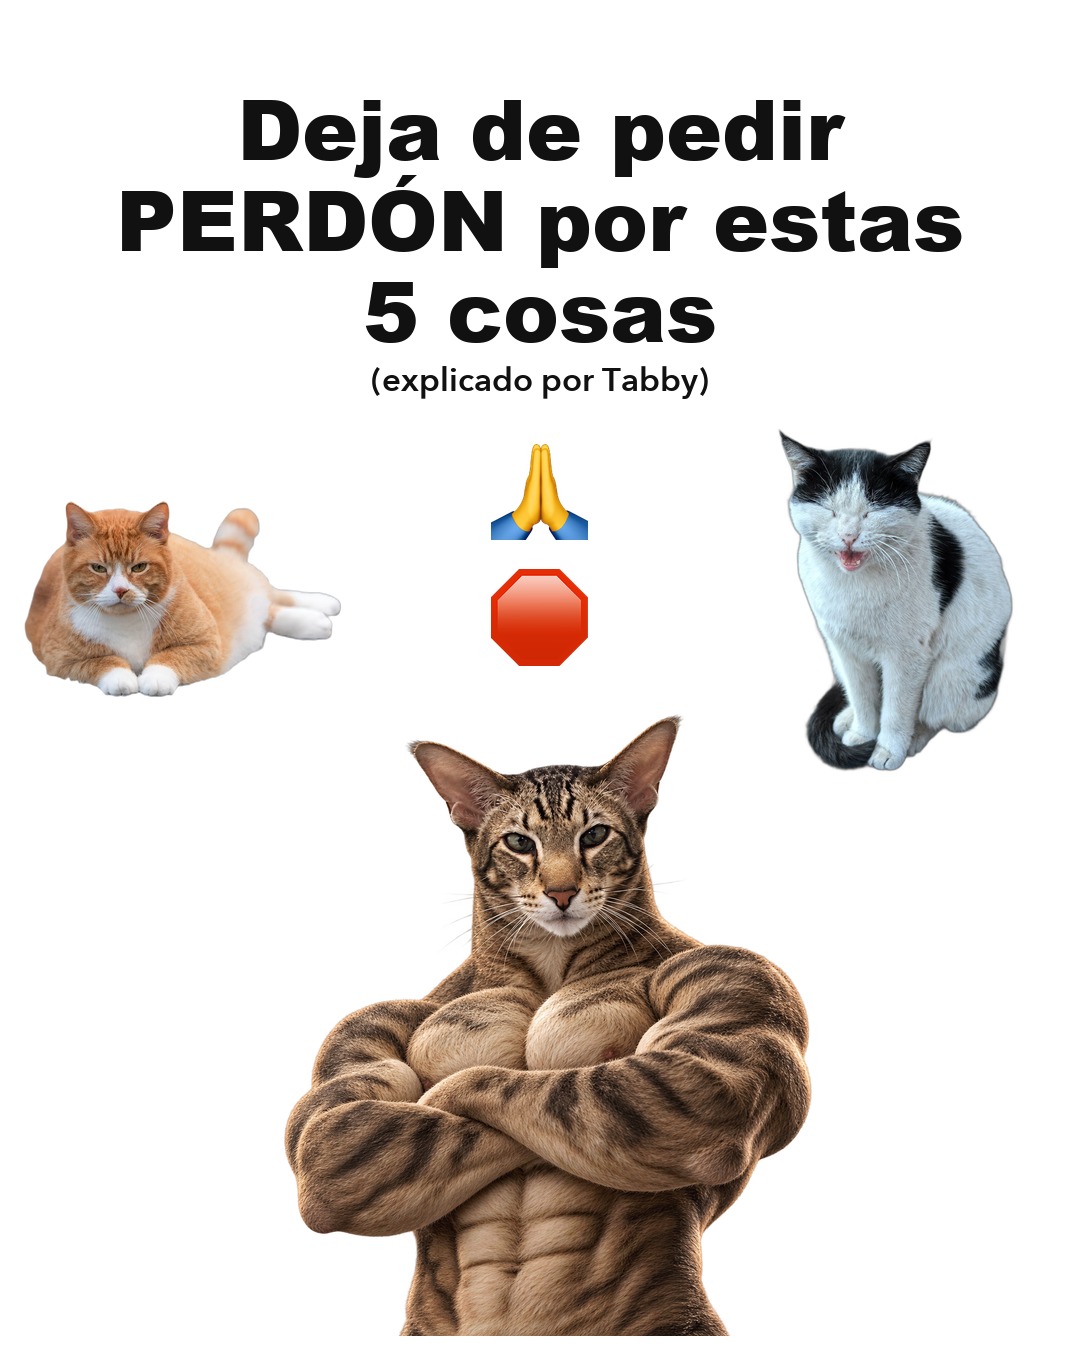 Deja de pedir
PERDÓN por estas
5 cosas
(explicado por Tabby)